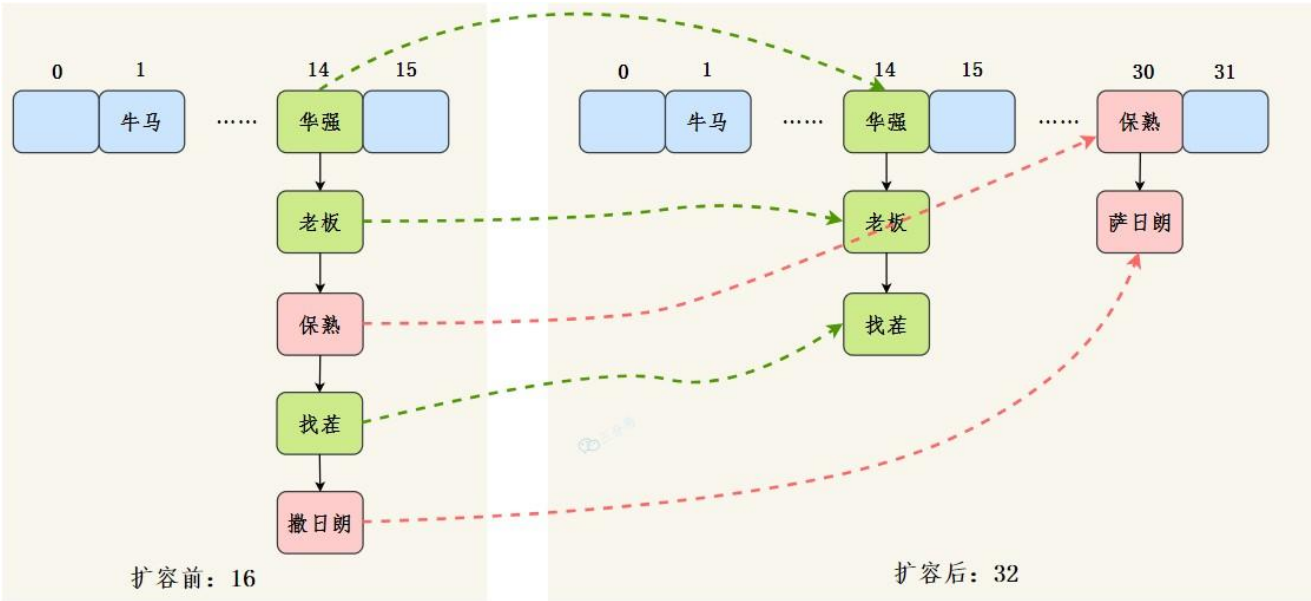 0 1 14 15
牛马 …… 华强
老板
保熟
找茬
撒日朗
扩容前：16
0 1 14 15 30 31
牛马 …… 华强 …… 保熟
老板 萨日朗
找茬
扩容后：32